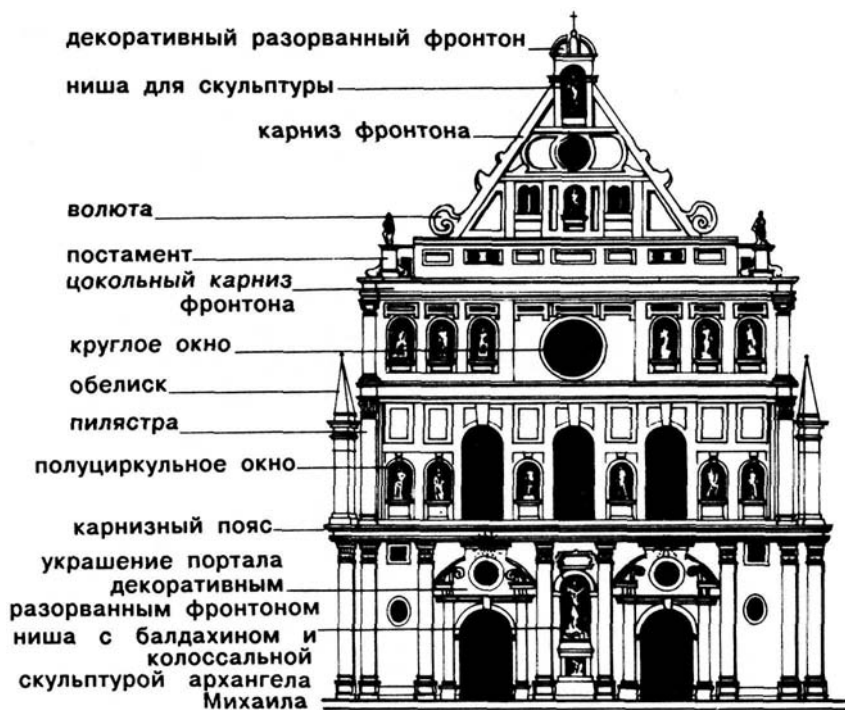 декоративный разорванный фронтон
ниша для скульптуры
карниз фронтона
волюта
постамент
цокольный карниз
фронтона
круглое окно
обелиск
пилястра
полуциркульное окно
карнизный пояс
украшение портала
декоративным
разорванным фронтоном
ниша с балдахином и
колоссальной
скульптурой архангела
Михаила